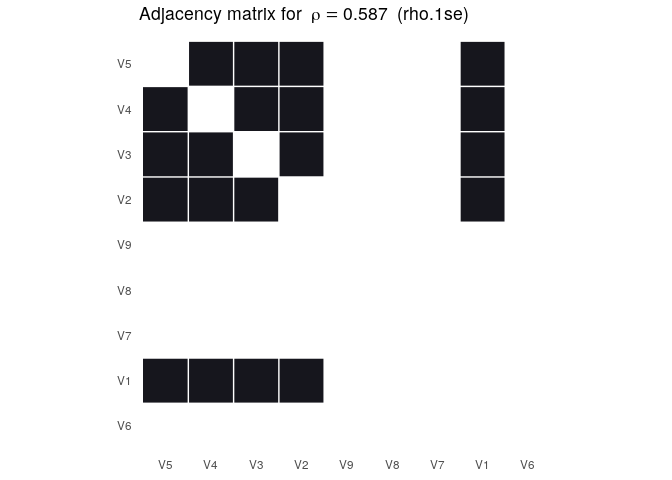 Adjacency matrix for ρ = 0.587 (rho.1se)
V5
V4
V3
V2
V9
V8
V7
V1
V6
V5 V4 V3 V2 V9 V8 V7 V1 V6